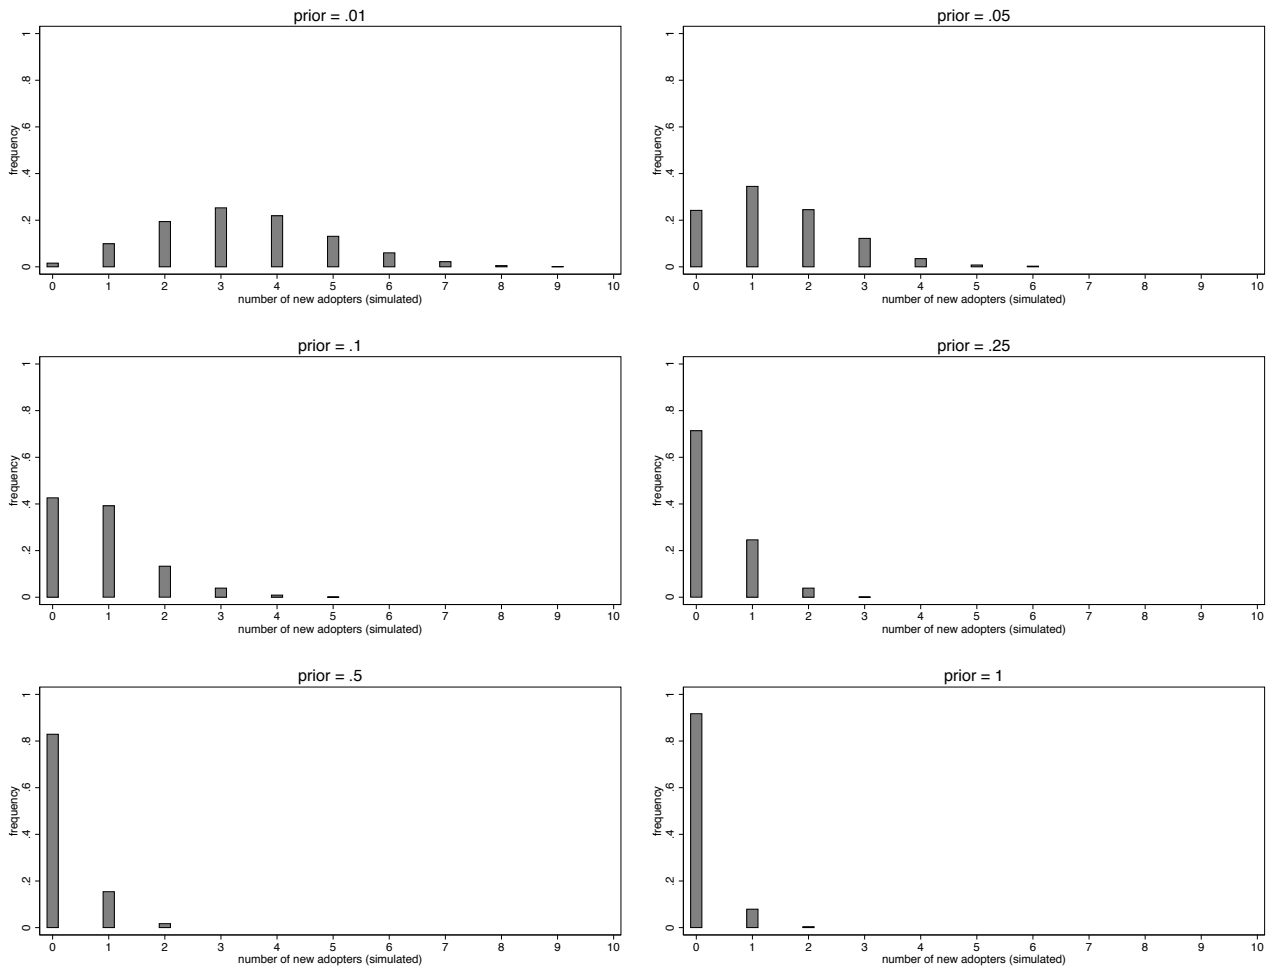 prior = .01
frequency
1
.8
.6
.4
.2
0
0 1 2 3 4 5 6 7 8 9 10
number of new adopters (simulated)
prior = .05
frequency
1
.8
.6
.4
.2
0
0 1 2 3 4 5 6 7 8 9 10
number of new adopters (simulated)
prior = .1
frequency
1
.8
.6
.4
.2
0
0 1 2 3 4 5 6 7 8 9 10
number of new adopters (simulated)
prior = .25
frequency
1
.8
.6
.4
.2
0
0 1 2 3 4 5 6 7 8 9 10
number of new adopters (simulated)
prior = .5
frequency
1
.8
.6
.4
.2
0
0 1 2 3 4 5 6 7 8 9 10
number of new adopters (simulated)
prior = 1
frequency
1
.8
.6
.4
.2
0
0 1 2 3 4 5 6 7 8 9 10
number of new adopters (simulated)